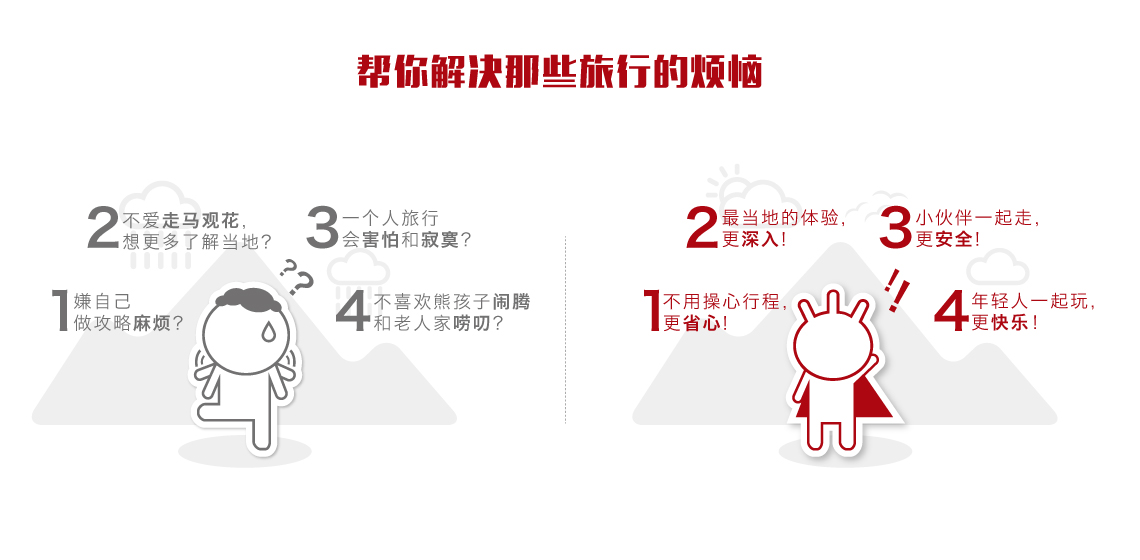 帮你解决那些旅行的烦恼
1 嫌自己
做攻略麻烦？
2 不爱走马观花，
想更多了解当地？
3 一个人旅行
会害怕和寂寞？
4 不喜欢熊孩子闹腾
和老人家唠叨？
??
1 不用操心行程，
更省心！
2 最当地的体验，
更深入！
3 小伙伴一起走，
更安全！
4 年轻人一起玩，
更快乐！
!!